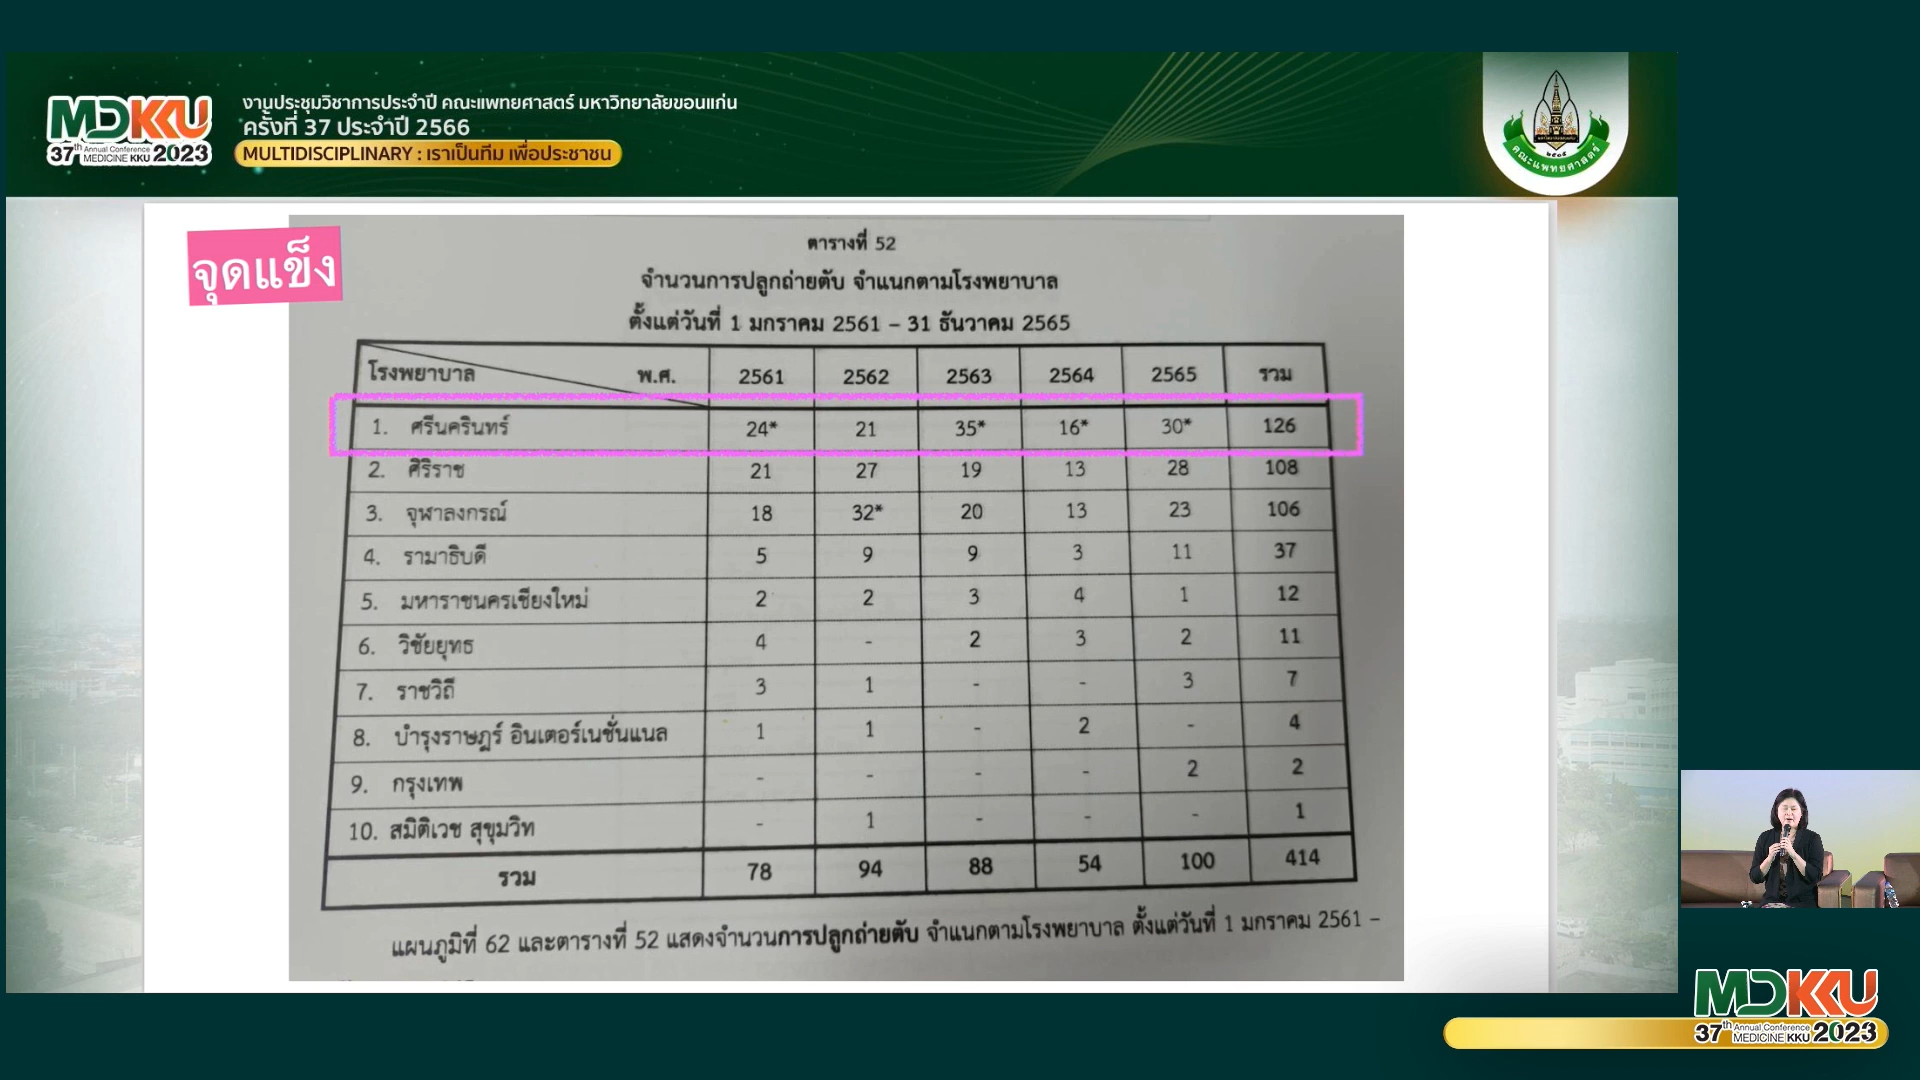 MDKKU
37th Annual Conference MEDICINE KKU 2023
งานประชุมวิชาการประจำปี คณะแพทยศาสตร์ มหาวิทยาลัยขอนแก่น
ครั้งที่ 37 ประจำปี 2566
MULTIDISCIPLINARY : เราเป็นทีม เพื่อประชาชน
คณะแพทยศาสตร์
จุดแข็ง
ตารางที่ 52
จำนวนการปลูกถ่ายตับ จำแนกตามโรงพยาบาล
ตั้งแต่วันที่ 1 มกราคม 2561 – 31 ธันวาคม 2565
โรงพยาบาล พ.ศ. 2561 2562 2563 2564 2565 รวม
1. ศรีนครินทร์ 24* 21 35* 16* 30* 126
2. ศิริราช 21 27 19 13 28 108
3. จุฬาลงกรณ์ 18 32* 20 13 23 106
4. รามาธิบดี 5 9 9 3 11 37
5. มหาราชนครเชียงใหม่ 2 2 3 4 1 12
6. วิชัยยุทธ 4 - 2 3 2 11
7. ราชวิถี 3 1 - - 3 7
8. บำรุงราษฎร์ อินเตอร์เนชั่นแนล 1 1 - 2 - 4
9. กรุงเทพ - - - - 2 2
10. สมิติเวช สุขุมวิท - 1 - - - 1
รวม 78 94 88 54 100 414
แผนภูมิที่ 62 และตารางที่ 52 แสดงจำนวนการปลูกถ่ายตับ จำแนกตามโรงพยาบาล ตั้งแต่วันที่ 1 มกราคม 2561 –
MDKKU
37th Annual Conference MEDICINE KKU 2023